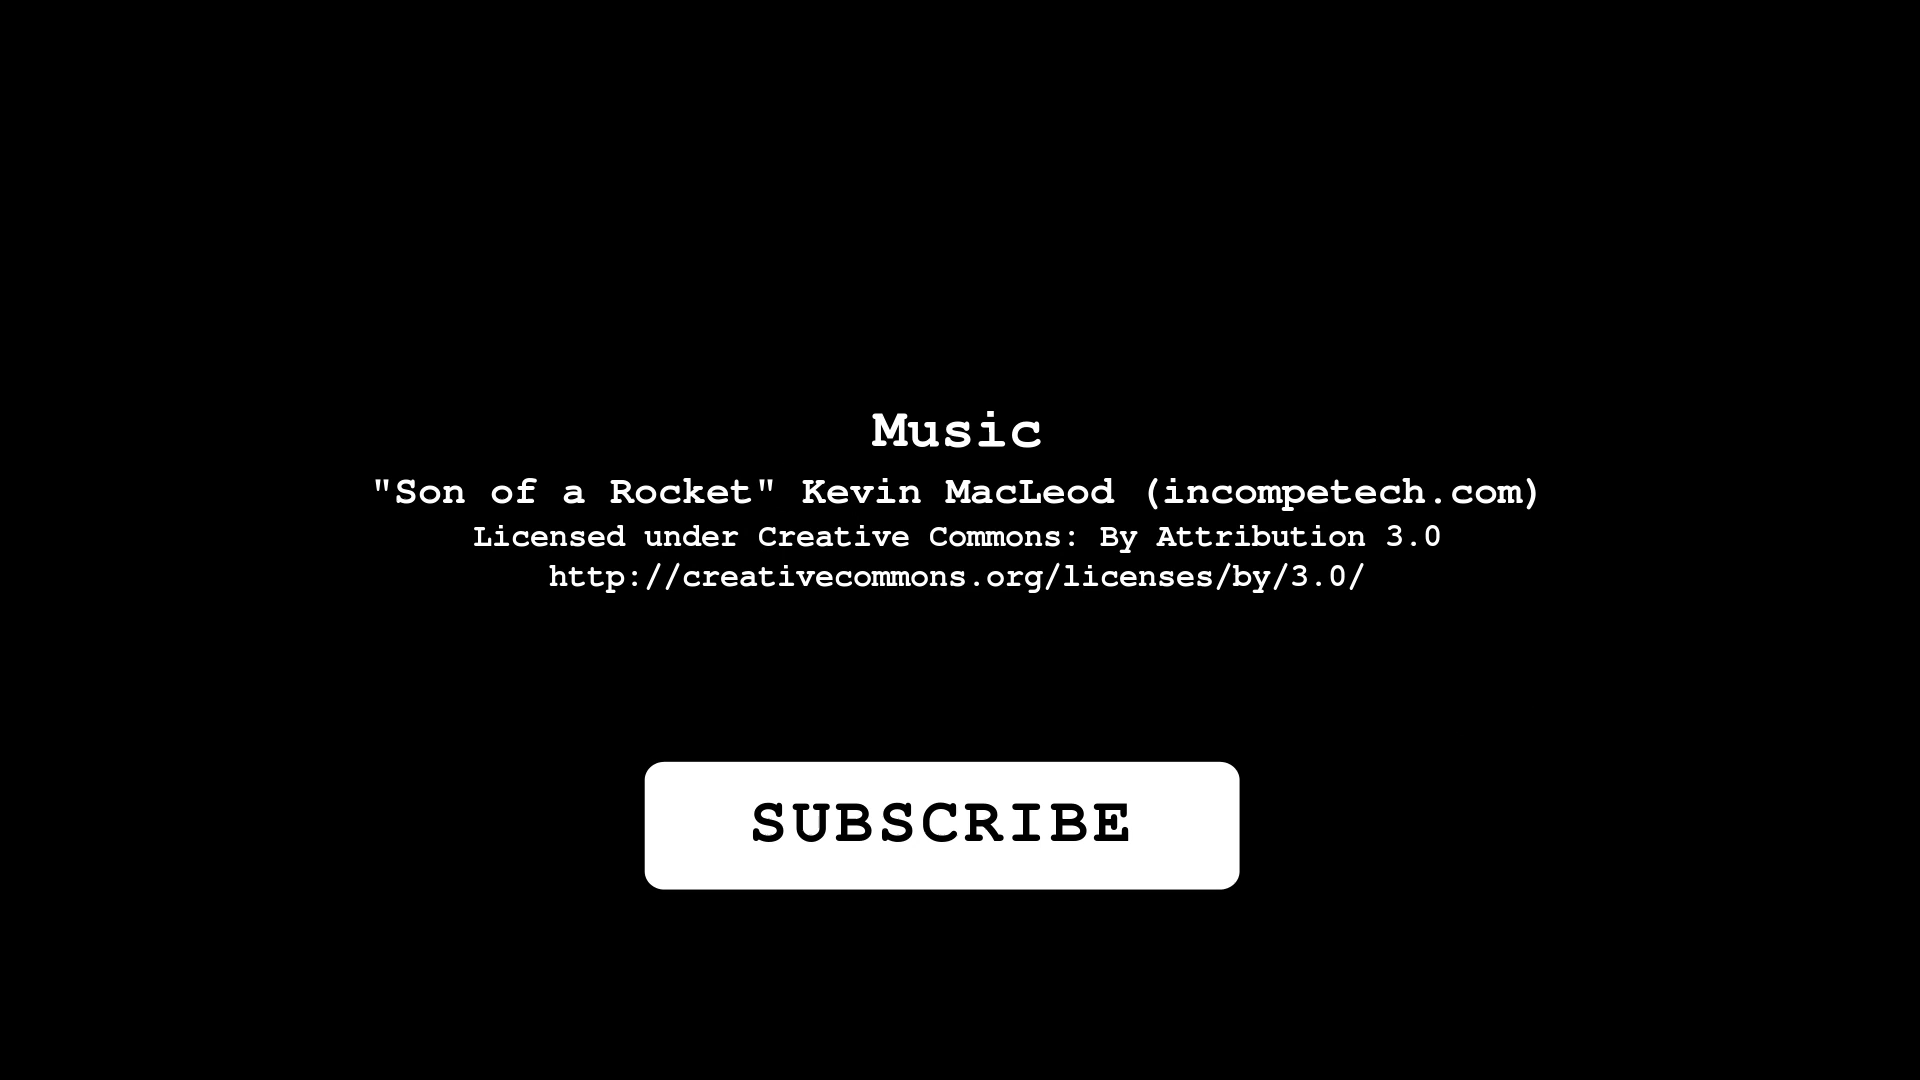 Music
"Son of a Rocket" Kevin MacLeod (incompetech.com)
Licensed under Creative Commons: By Attribution 3.0
http://creativecommons.org/licenses/by/3.0/
SUBSCRIBE